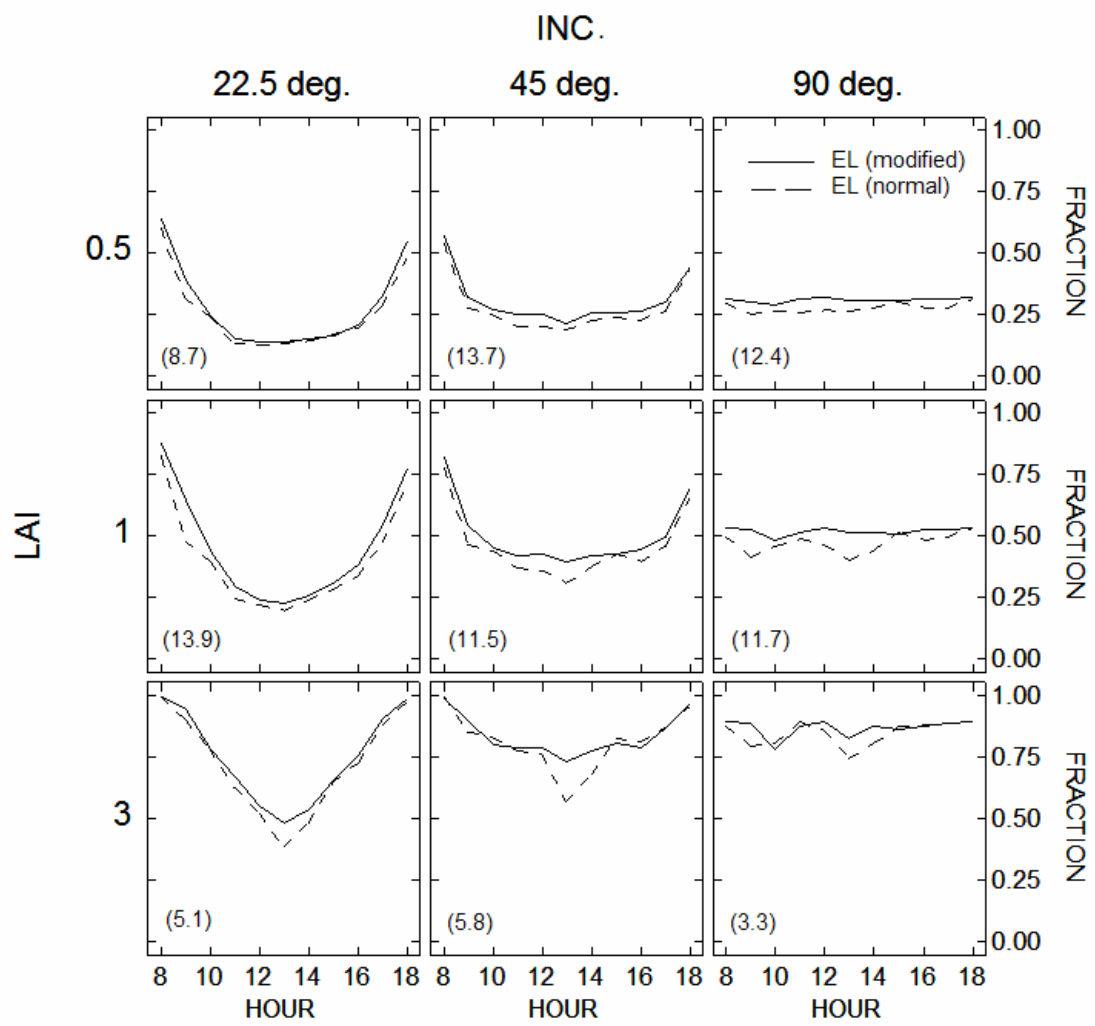 INC.
22.5 deg. 45 deg. 90 deg.
LAI
0.5
(8.7)
(13.7)
EL (modified)
EL (normal)
(12.4)
1.00
0.75
0.50
0.25
0.00
FRACTION
1
(13.9)
(11.5)
(11.7)
1.00
0.75
0.50
0.25
0.00
FRACTION
3
(5.1)
(5.8)
(3.3)
1.00
0.75
0.50
0.25
0.00
FRACTION
8 10 12 14 16 18 8 10 12 14 16 18 8 10 12 14 16 18
HOUR HOUR HOUR